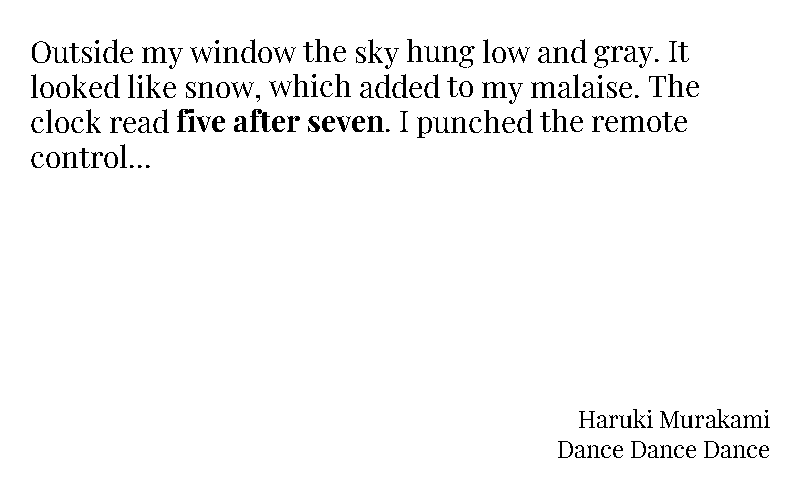 Outside my window the sky hung low and gray. It
looked like snow, which added to my malaise. The
clock read five after seven. I punched the remote
control...
Haruki Murakami
Dance Dance Dance